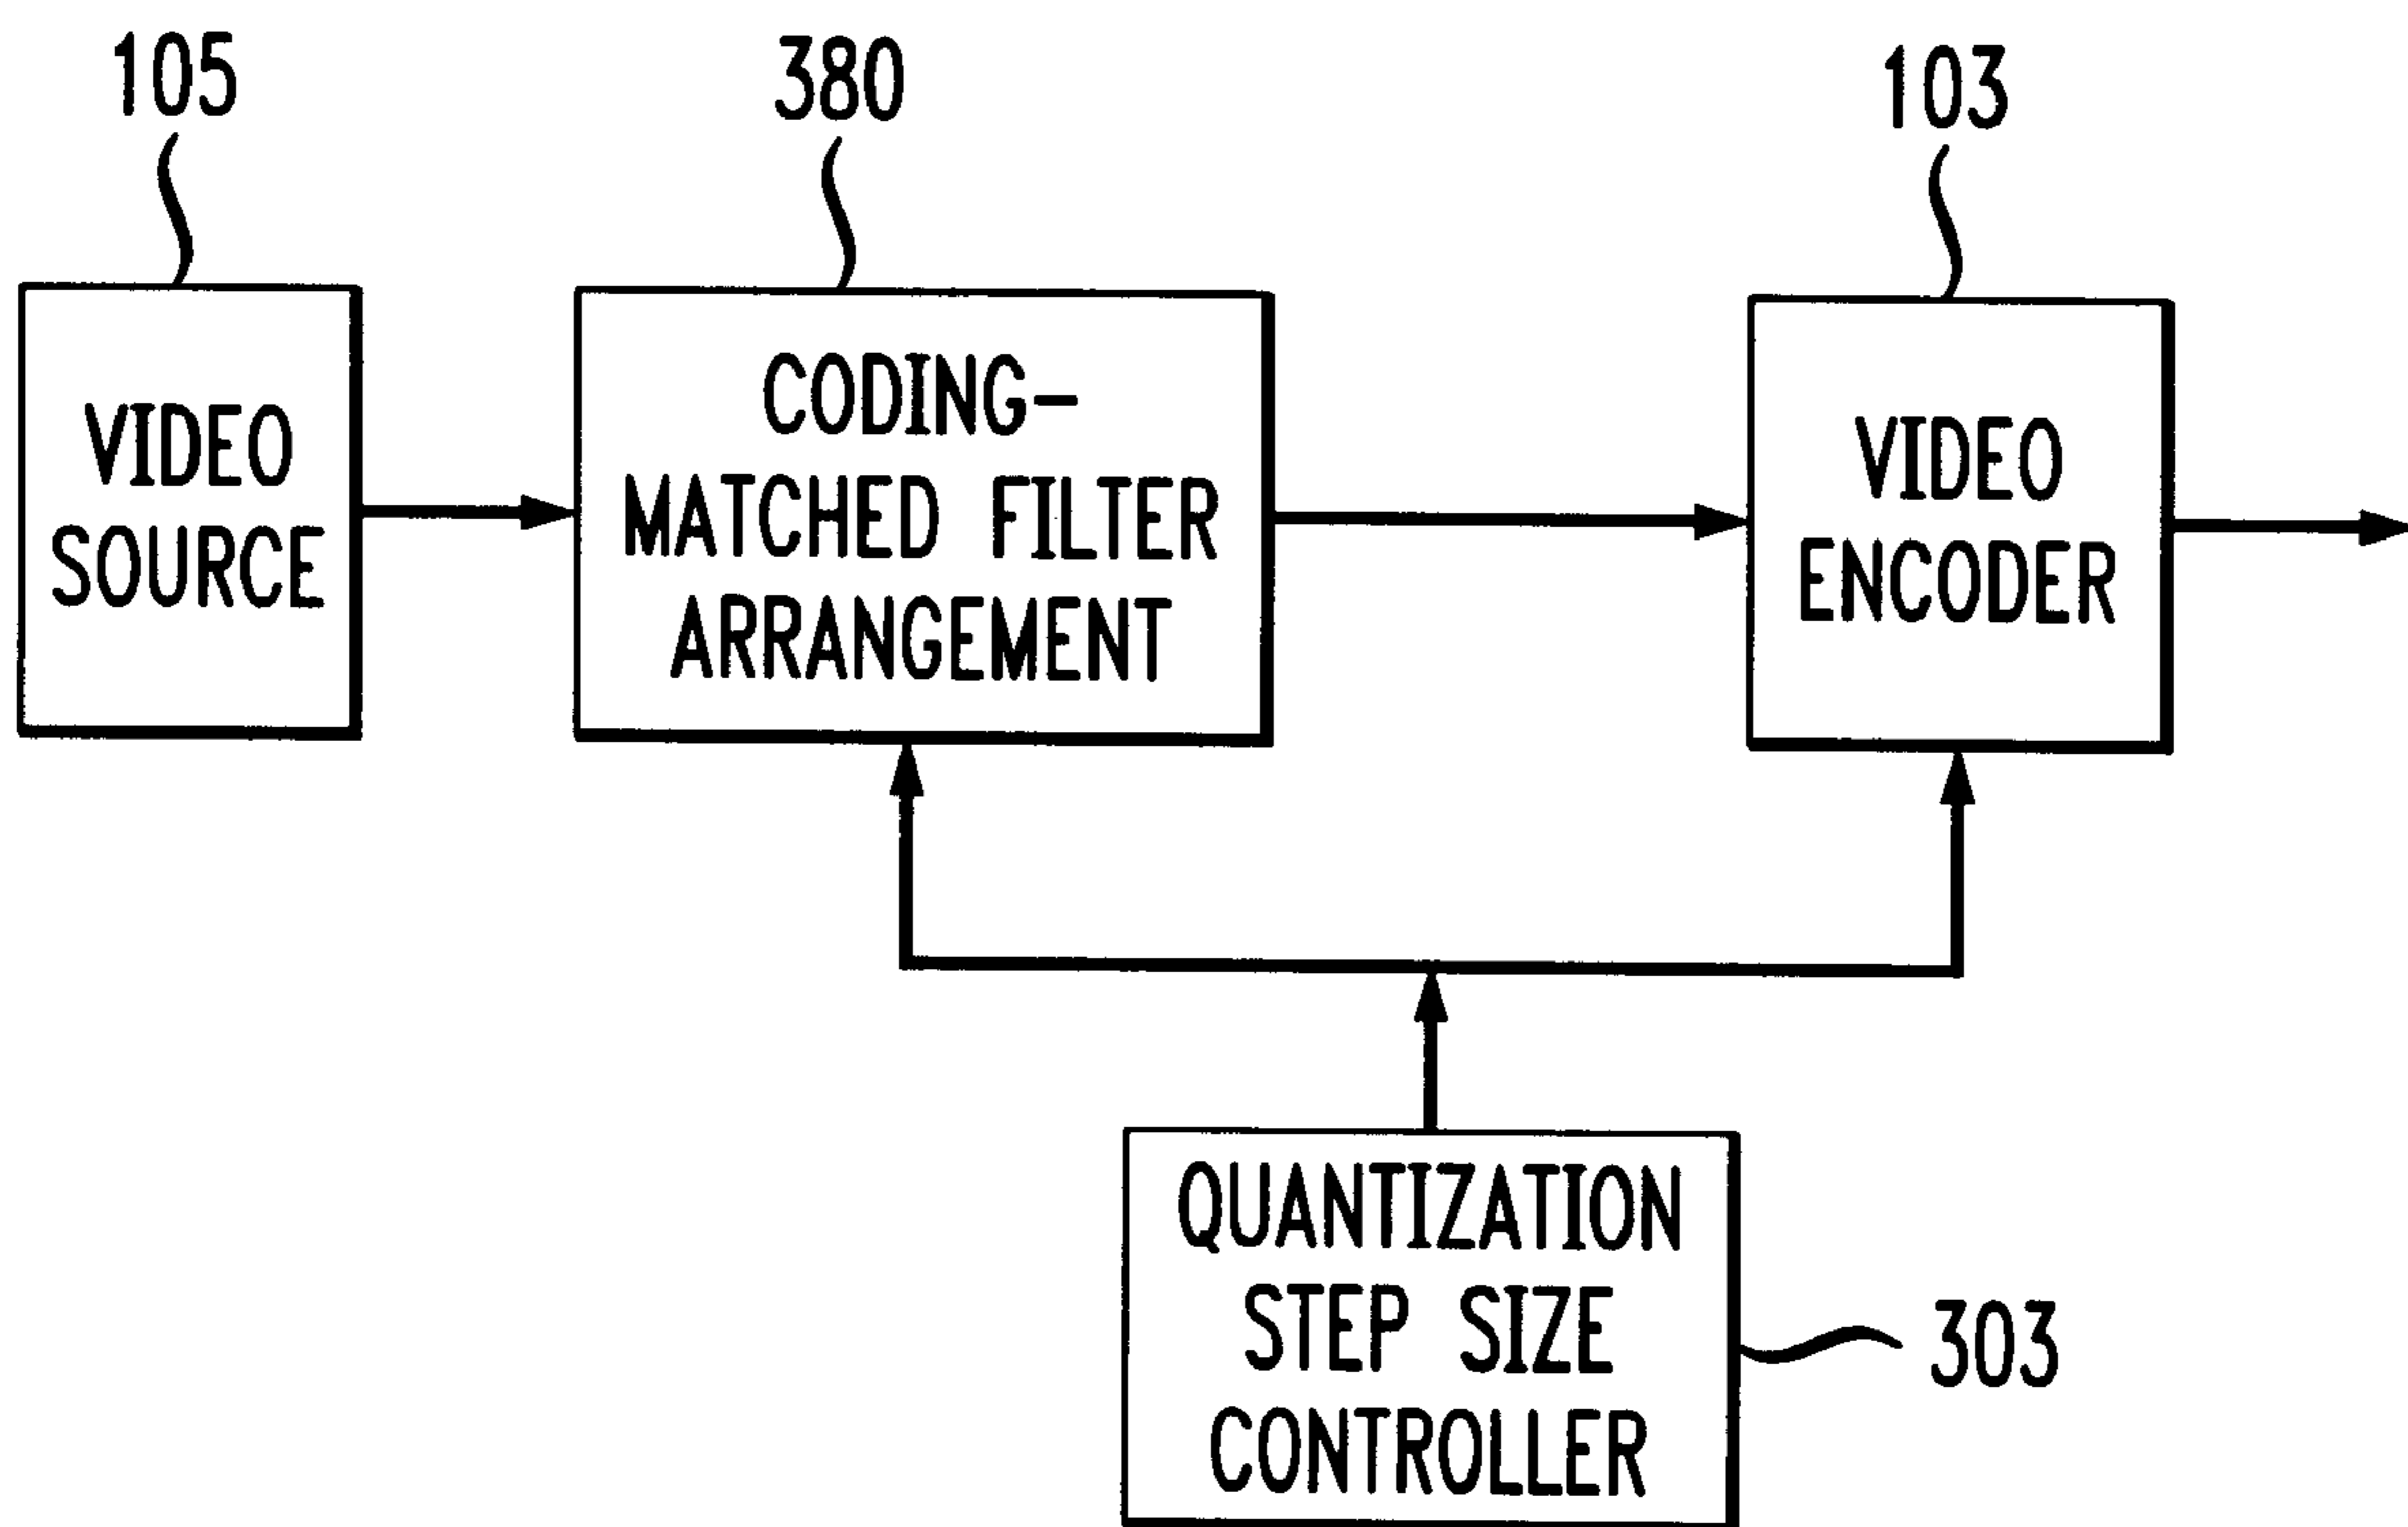 105
380
103
VIDEO
SOURCE
CODING-
MATCHED FILTER
ARRANGEMENT
VIDEO
ENCODER
QUANTIZATION
STEP SIZE
CONTROLLER
303